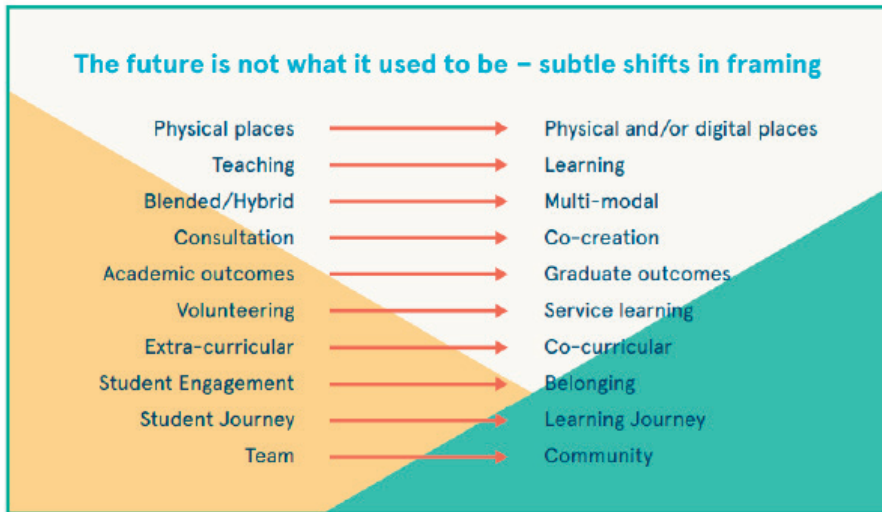 The future is not what it used to be – subtle shifts in framing
Physical places Physical and/or digital places
Teaching Learning
Blended/Hybrid Multi-modal
Consultation Co-creation
Academic outcomes Graduate outcomes
Volunteering Service learning
Extra-curricular Co-curricular
Student Engagement Belonging
Student Journey Learning Journey
Team Community